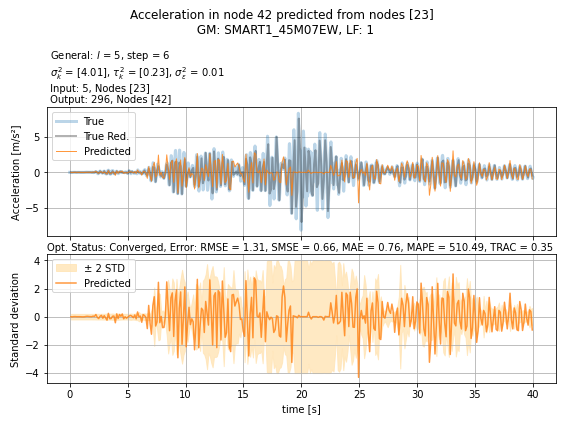 Acceleration in node 42 predicted from nodes [23]
GM: SMART1_45M07EW, LF: 1
General: l = 5, step = 6
σ²ₖ = [4.01], τ²ₖ = [0.23], σ²ε = 0.01
Input: 5, Nodes [23]
Output: 296, Nodes [42]
Acceleration [m/s²]
5
0
−5
True
True Red.
Predicted
Opt. Status: Converged, Error: RMSE = 1.31, SMSE = 0.66, MAE = 0.76, MAPE = 510.49, TRAC = 0.35
Standard deviation
4
2
0
−2
−4
± 2 STD
Predicted
0 5 10 15 20 25 30 35 40
time [s]